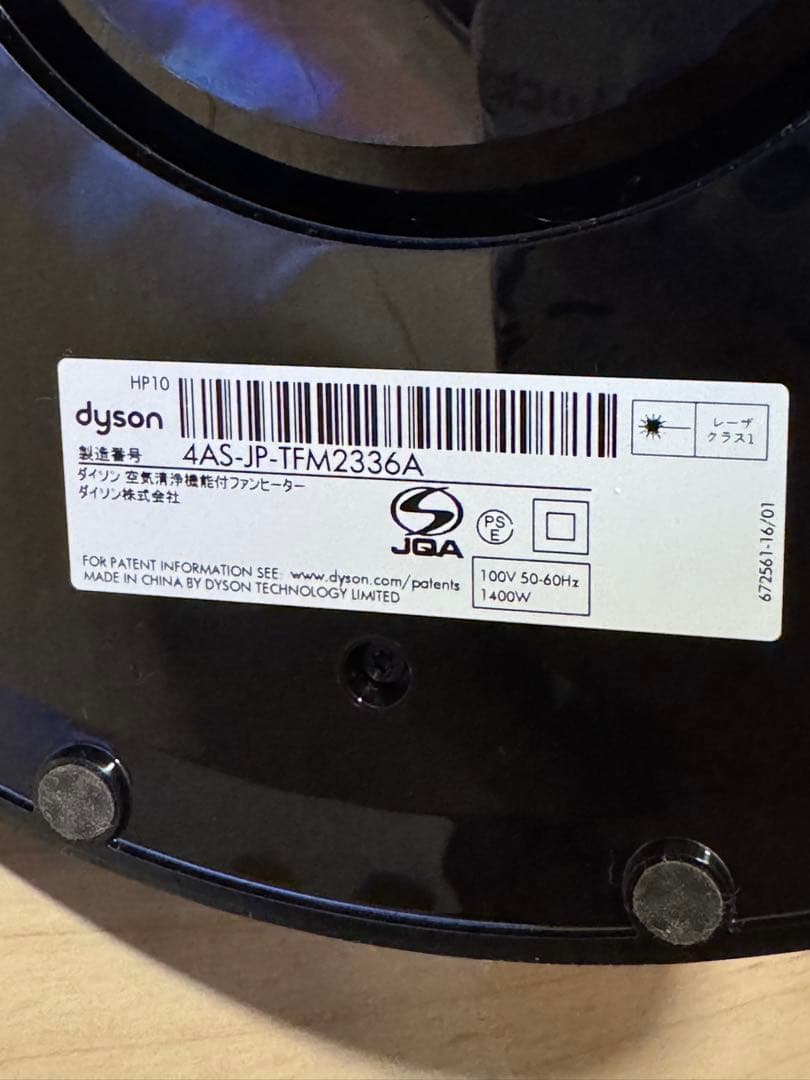 HP10
dyson
製造番号 4AS-JP-TFM2336A
ダイソン 空気清浄機能付ファンヒーター
ダイソン株式会社
レーザ
クラス1
JQA
PS
E
FOR PATENT INFORMATION SEE: www.dyson.com/patents
MADE IN CHINA BY DYSON TECHNOLOGY LIMITED
100V 50-60Hz
1400W
672561-16/01